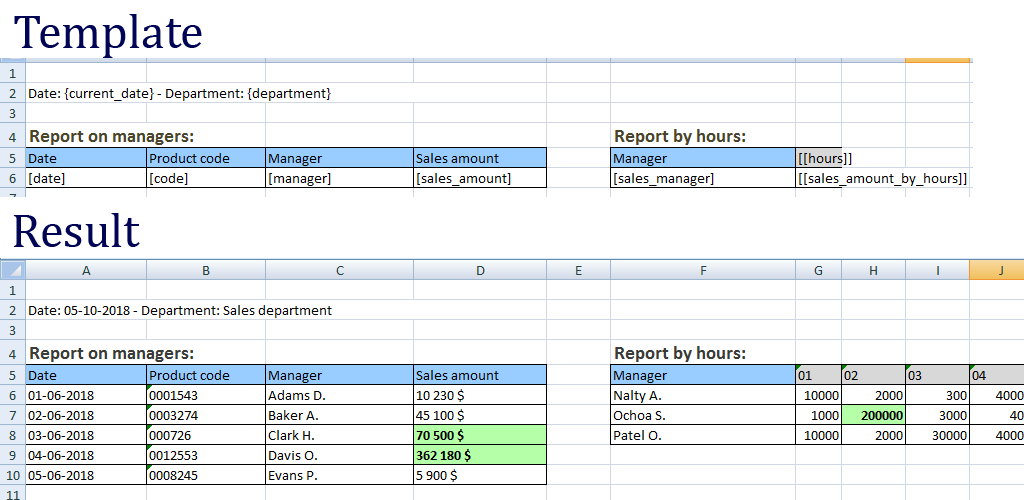 Template
1
2 Date: {current_date} - Department: {department}
3
4 Report on managers: Report by hours:
5 Date Product code Manager Sales amount Manager [[hours]]
6 [date] [code] [manager] [sales_amount] [sales_manager] [[sales_amount_by_hours]]
Result
A B C D E F G H I J
1
2 Date: 05-10-2018 - Department: Sales department
3
4 Report on managers: Report by hours:
5 Date Product code Manager Sales amount Manager 01 02 03 04
6 01-06-2018 0001543 Adams D. 10 230 $ Nalty A. 10000 2000 300 4000
7 02-06-2018 0003274 Baker A. 45 100 $ Ochoa S. 1000 200000 3000 40
8 03-06-2018 000726 Clark H. 70 500 $ Patel O. 10000 2000 30000 4000
9 04-06-2018 0012553 Davis O. 362 180 $
10 05-06-2018 0008245 Evans P. 5 900 $
11